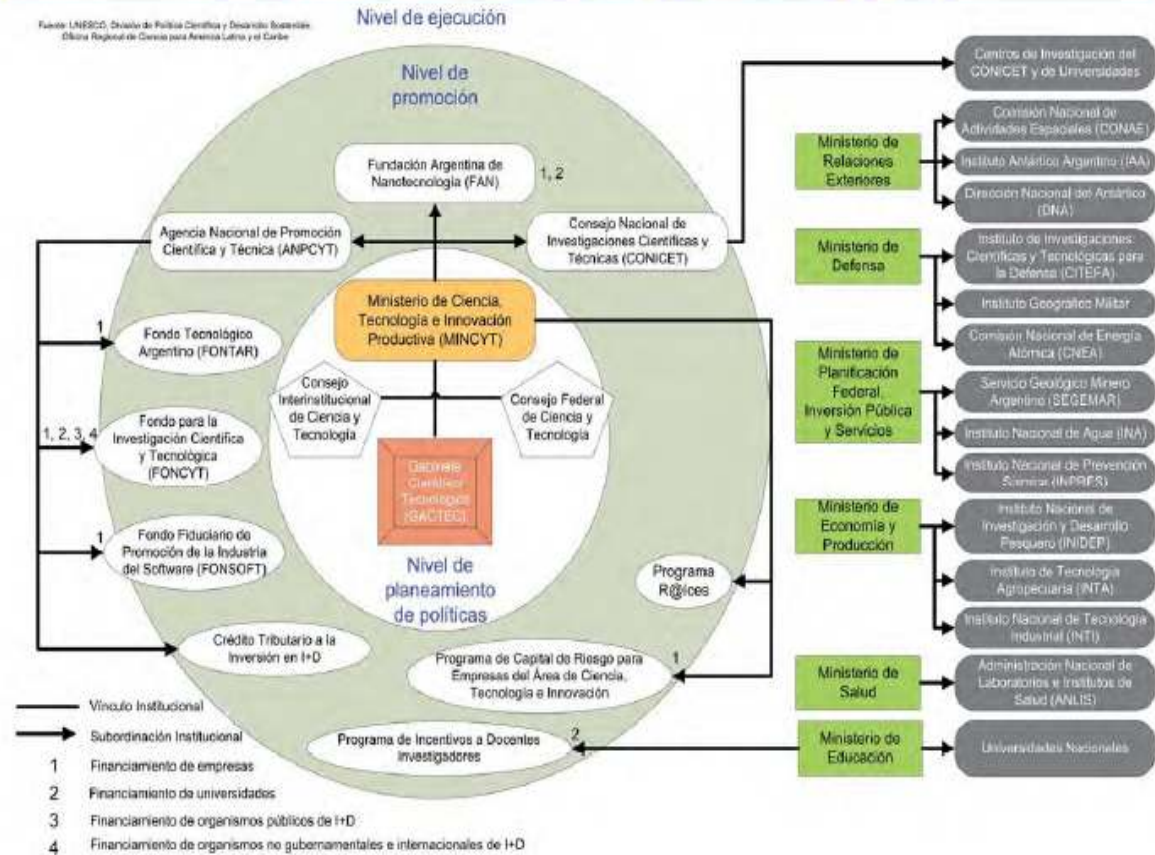 Fuente: UNESCO, División de Política Científica y Desarrollo Sostenible
Oficina Regional de Ciencia para América Latina y el Caribe
Nivel de ejecución
Nivel de
promoción
Fundación Argentina de
Nanotecnología (FAN)
1, 2
Agencia Nacional de Promoción
Científica y Técnica (ANPCYT)
Consejo Nacional de
Investigaciones Científicas y
Técnicas (CONICET)
Ministerio de Ciencia,
Tecnología e Innovación
Productiva (MINCYT)
1
Fondo Tecnológico
Argentino (FONTAR)
Consejo
Interinstitucional
de Ciencia y
Tecnología
Consejo Federal
de Ciencia y
Tecnología
1, 2, 3, 4
Fondo para la
Investigación Científica
y Tecnológica
(FONCYT)
Gabinete
Científico
Tecnológico
(GACTEC)
1
Fondo Fiduciario de
Promoción de la Industria
del Software (FONSOFT)
Nivel de
planeamiento
de políticas
Programa
R@íces
Crédito Tributario a la
Inversión en I+D
Programa de Capital de Riesgo para
Empresas del Área de Ciencia,
Tecnología e Innovación
1
Programa de Incentivos a Docentes
Investigadores
2
Centros de Investigación del
CONICET y de Universidades
Ministerio de
Relaciones
Exteriores
Comisión Nacional de
Actividades Espaciales (CONAE)
Instituto Antártico Argentino (IAA)
Dirección Nacional del Antártico
(DNA)
Ministerio de
Defensa
Instituto de Investigaciones
Científicas y Tecnológicas para
la Defensa (CITEFA)
Instituto Geográfico Militar
Comisión Nacional de Energía
Atómica (CNEA)
Ministerio de
Planificación
Federal,
Inversión Pública
y Servicios
Servicio Geológico Minero
Argentino (SEGEMAR)
Instituto Nacional de Agua (INA)
Instituto Nacional de Prevención
Sísmica (INPRES)
Ministerio de
Economía y
Producción
Instituto Nacional de
Investigación y Desarrollo
Pesquero (INIDEP)
Instituto de Tecnología
Agropecuaria (INTA)
Instituto Nacional de Tecnología
Industrial (INTI)
Ministerio de
Salud
Administración Nacional de
Laboratorios e Institutos de
Salud (ANLIS)
Ministerio de
Educación
Universidades Nacionales
Vínculo Institucional
Subordinación Institucional
1 Financiamiento de empresas
2 Financiamiento de universidades
3 Financiamiento de organismos públicos de I+D
4 Financiamiento de organismos no gubernamentales e internacionales de I+D